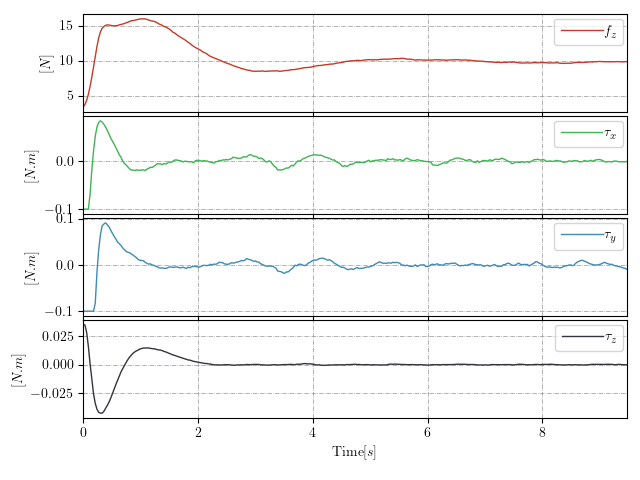 15
10
5
[N]
f_z
0.0
−0.1
[N.m]
τ_x
0.1
0.0
−0.1
[N.m]
τ_y
0.025
0.000
−0.025
[N.m]
τ_z
0 2 4 6 8
Time[s]